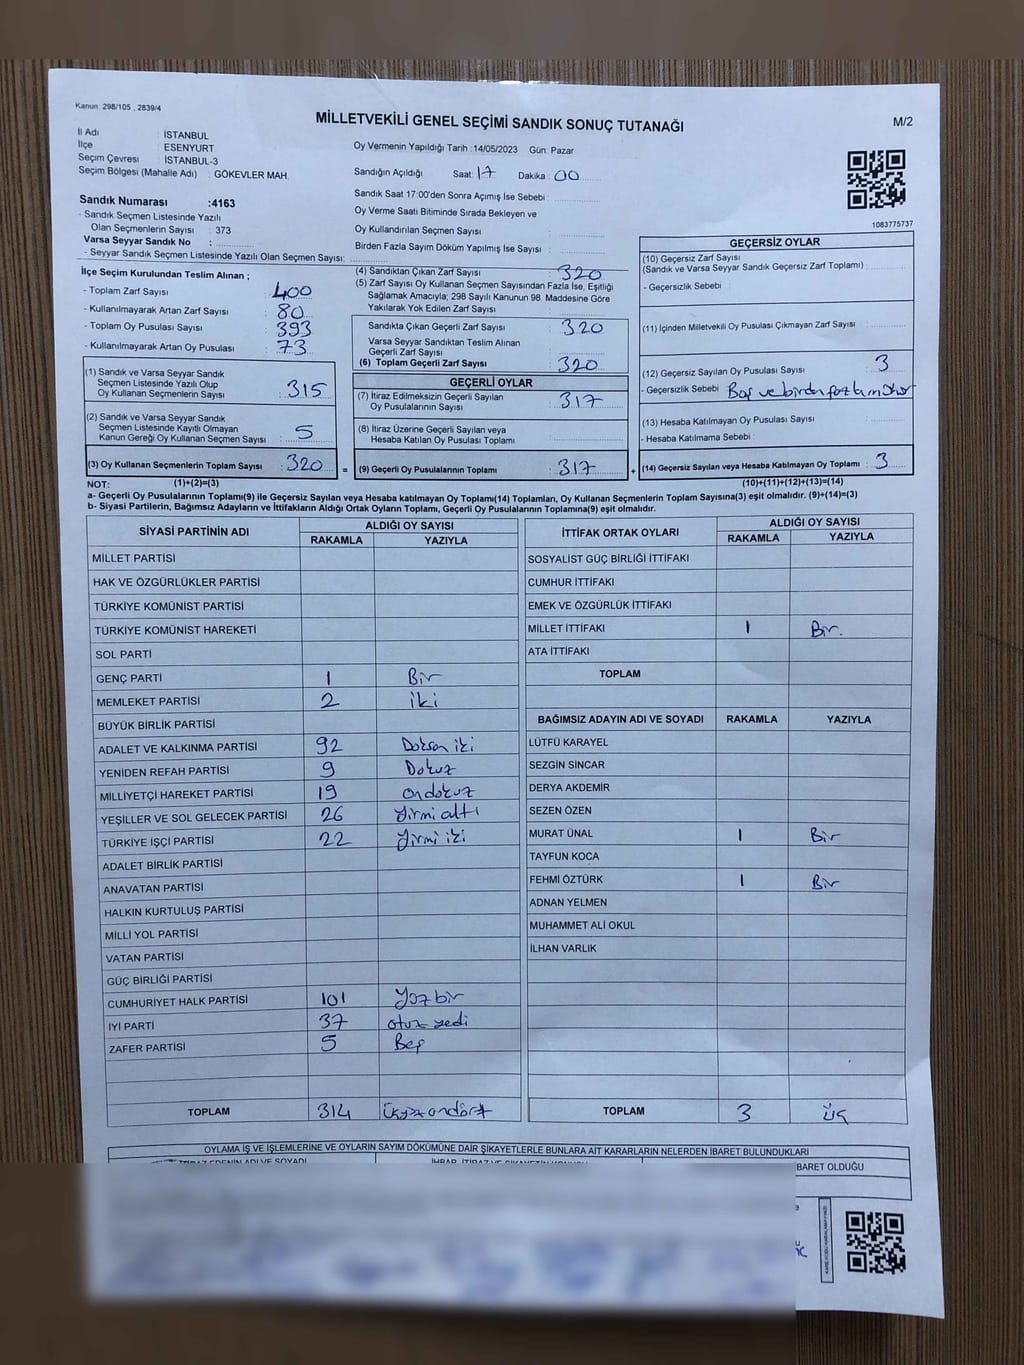 Kanun: 298/105 , 2839/4
MİLLETVEKİLİ GENEL SEÇİMİ SANDIK SONUÇ TUTANAĞI
M/2
İl Adı : İSTANBUL
İlçe : ESENYURT
Seçim Çevresi : İSTANBUL-3
Seçim Bölgesi (Mahalle Adı) : GÖKEVLER MAH.
Oy Vermenin Yapıldığı Tarih :14/05/2023 Gün: Pazar
Sandığın Açıldığı Saat: 17 Dakika: 00
Sandık Saat 17:00'den Sonra Açımış İse Sebebi :
Oy Verme Saati Bitiminde Sırada Bekleyen ve
Oy Kullandırılan Seçmen Sayısı :
Birden Fazla Sayım Döküm Yapılmış İse Sayısı :
1083775737
Sandık Numarası :4163
- Sandık Seçmen Listesinde Yazılı
Olan Seçmenlerin Sayısı : 373
Varsa Seyyar Sandık No :
- Seyyar Sandık Seçmen Listesinde Yazılı Olan Seçmen Sayısı:
İlçe Seçim Kurulundan Teslim Alınan ;
- Toplam Zarf Sayısı : 400
- Kullanılmayarak Artan Zarf Sayısı : 80
- Toplam Oy Pusulası Sayısı : 393
- Kullanılmayarak Artan Oy Pusulası : 73
(1) Sandık ve Varsa Seyyar Sandık
Seçmen Listesinde Yazılı Olup
Oy Kullanan Seçmenlerin Sayısı : 315
(2) Sandık ve Varsa Seyyar Sandık
Seçmen Listesinde Kayıtlı Olmayan
Kanun Gereği Oy Kullanan Seçmen Sayısı : 5
(3) Oy Kullanan Seçmenlerin Toplam Sayısı : 320 =
(4) Sandıktan Çıkan Zarf Sayısı : 320
(5) Zarf Sayısı Oy Kullanan Seçmen Sayısından Fazla İse, Eşitliği
Sağlamak Amacıyla; 298 Sayılı Kanunun 98. Maddesine Göre
Yakılarak Yok Edilen Zarf Sayısı :
Sandıkta Çıkan Geçerli Zarf Sayısı : 320
Varsa Seyyar Sandıktan Teslim Alınan
Geçerli Zarf Sayısı :
(6) Toplam Geçerli Zarf Sayısı : 320
GEÇERLİ OYLAR
(7) İtiraz Edilmeksizin Geçerli Sayılan
Oy Pusulalarının Sayısı : 317
(8) İtiraz Üzerine Geçerli Sayılan veya
Hesaba Katılan Oy Pusulası Toplamı :
(9) Geçerli Oy Pusulalarının Toplamı : 317 +
GEÇERSİZ OYLAR
(10) Geçersiz Zarf Sayısı
(Sandık ve Varsa Seyyar Sandık Geçersiz Zarf Toplamı) :
- Geçersizlik Sebebi :
(11) İçinden Milletvekili Oy Pusulası Çıkmayan Zarf Sayısı :
(12) Geçersiz Sayılan Oy Pusulası Sayısı : 3
- Geçersizlik Sebebi : Boş ve birden fazla mühür
(13) Hesaba Katılmayan Oy Pusulası Sayısı :
- Hesaba Katılmama Sebebi :
(14) Geçersiz Sayılan veya Hesaba Katılmayan Oy Toplamı : 3
NOT: (1)+(2)=(3)
(10)+(11)+(12)+(13)=(14)
a- Geçerli Oy Pusulalarının Toplamı(9) ile Geçersiz Sayılan veya Hesaba katılmayan Oy Toplamı(14) Toplamları, Oy Kullanan Seçmenlerin Toplam Sayısına(3) eşit olmalıdır. (9)+(14)=(3)
b- Siyasi Partilerin, Bağımsız Adayların ve İttifakların Aldığı Ortak Oyların Toplamı, Geçerli Oy Pusulalarının Toplamına(9) eşit olmalıdır.
SİYASİ PARTİNİN ADI ALDIĞI OY SAYISI
RAKAMLA YAZIYLA
MİLLET PARTİSİ
HAK VE ÖZGÜRLÜKLER PARTİSİ
TÜRKİYE KOMÜNİST PARTİSİ
TÜRKİYE KOMÜNİST HAREKETİ
SOL PARTİ
GENÇ PARTİ 1 Bir
MEMLEKET PARTİSİ 2 iki
BÜYÜK BİRLİK PARTİSİ
ADALET VE KALKINMA PARTİSİ 92 Doksan iki
YENİDEN REFAH PARTİSİ 9 Dokuz
MİLLİYETÇİ HAREKET PARTİSİ 19 ondokuz
YEŞİLLER VE SOL GELECEK PARTİSİ 26 yirmi altı
TÜRKİYE İŞÇİ PARTİSİ 22 yirmi iki
ADALET BİRLİK PARTİSİ
ANAVATAN PARTİSİ
HALKIN KURTULUŞ PARTİSİ
MİLLİ YOL PARTİSİ
VATAN PARTİSİ
GÜÇ BİRLİĞİ PARTİSİ
CUMHURİYET HALK PARTİSİ 101 Yüz bir
İYİ PARTİ 37 otuz yedi
ZAFER PARTİSİ 5 Beş
TOPLAM 314 üçyüz ondört
İTTİFAK ORTAK OYLARI ALDIĞI OY SAYISI
RAKAMLA YAZIYLA
SOSYALİST GÜÇ BİRLİĞİ İTTİFAKI
CUMHUR İTTİFAKI
EMEK VE ÖZGÜRLÜK İTTİFAKI
MİLLET İTTİFAKI 1 Bir.
ATA İTTİFAKI
TOPLAM
BAĞIMSIZ ADAYIN ADI VE SOYADI RAKAMLA YAZIYLA
LÜTFÜ KARAYEL
SEZGİN SİNCAR
DERYA AKDEMİR
SEZEN ÖZEN
MURAT ÜNAL 1 Bir
TAYFUN KOÇA
FEHMİ ÖZTÜRK 1 Bir
ADNAN YELMEN
MUHAMMET ALİ OKUL
İLHAN VARLIK
TOPLAM 3 üç
OYLAMA İŞ VE İŞLEMLERİNE VE OYLARIN SAYIM DÖKÜMÜNE DAİR ŞİKAYETLERLE BUNLARA AİT KARARLARIN NELERDEN İBARET BULUNDUKLARI
BARET OLDUĞU